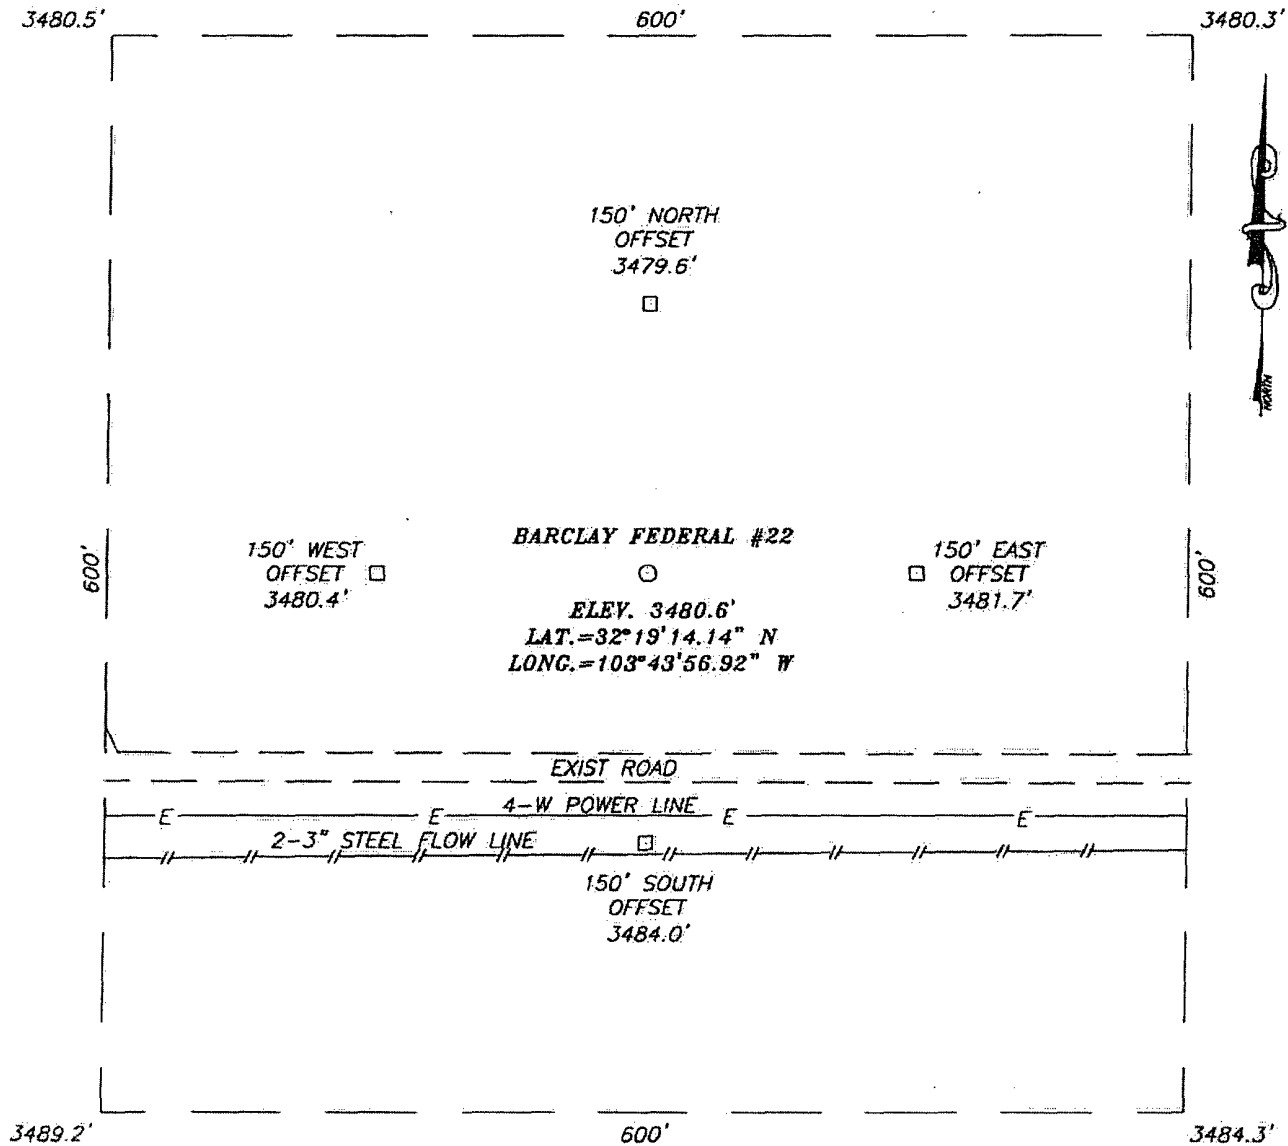 3480.5' 600' 3480.3'
NORTH
150' NORTH
OFFSET
3479.6'
600'
150' WEST
OFFSET
3480.4'
BARCLAY FEDERAL #22
ELEV. 3480.6'
LAT.=32°19'14.14" N
LONG.=103°43'56.92" W
150' EAST
OFFSET
3481.7'
600'
EXIST ROAD
4-W POWER LINE
E E E E
2-3" STEEL FLOW LINE
150' SOUTH
OFFSET
3484.0'
3489.2' 600' 3484.3'